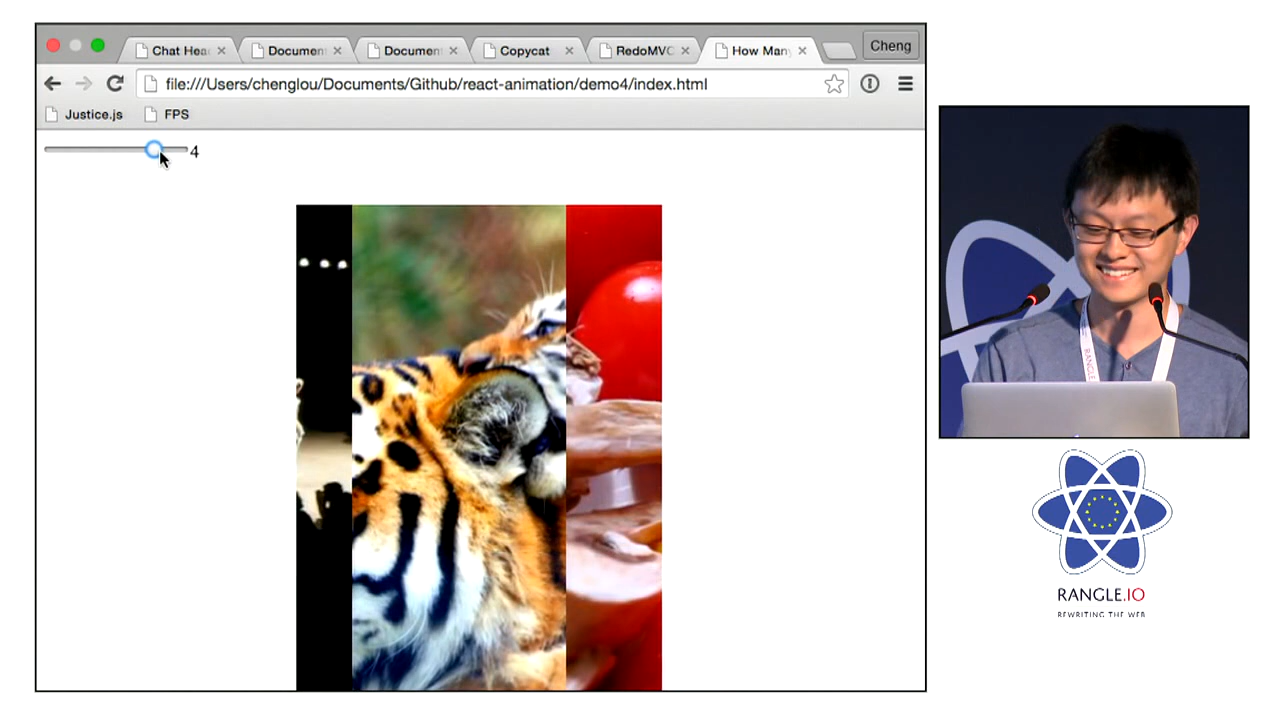 Chat Hea
Documen
Documen
Copycat
RedoMVC
How Many
Cheng
file:///Users/chenglou/Documents/Github/react-animation/demo4/index.html
Justice.js
FPS
4
RANGLE
RANGLE.IO
REWRITING THE WEB